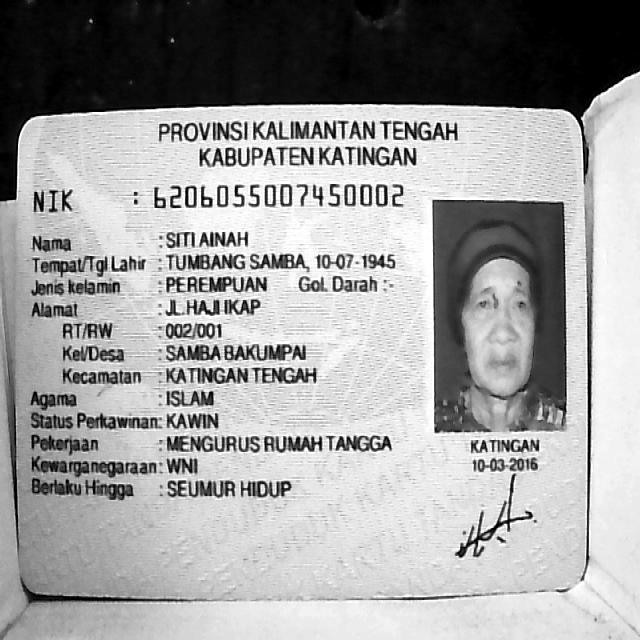 PROVINSI KALIMANTAN TENGAH
KABUPATEN KATINGAN
NIK : 6206055007450002
Nama : SITI AINAH
Tempat/Tgl Lahir : TUMBANG SAMBA, 10-07-1945
Jenis kelamin : PEREMPUAN Gol. Darah : -
Alamat : JL.HAJI IKAP
RT/RW : 002/001
Kel/Desa : SAMBA BAKUMPAI
Kecamatan : KATINGAN TENGAH
Agama : ISLAM
Status Perkawinan: KAWIN
Pekerjaan : MENGURUS RUMAH TANGGA
Kewarganegaraan: WNI
Berlaku Hingga : SEUMUR HIDUP
KATINGAN
10-03-2016